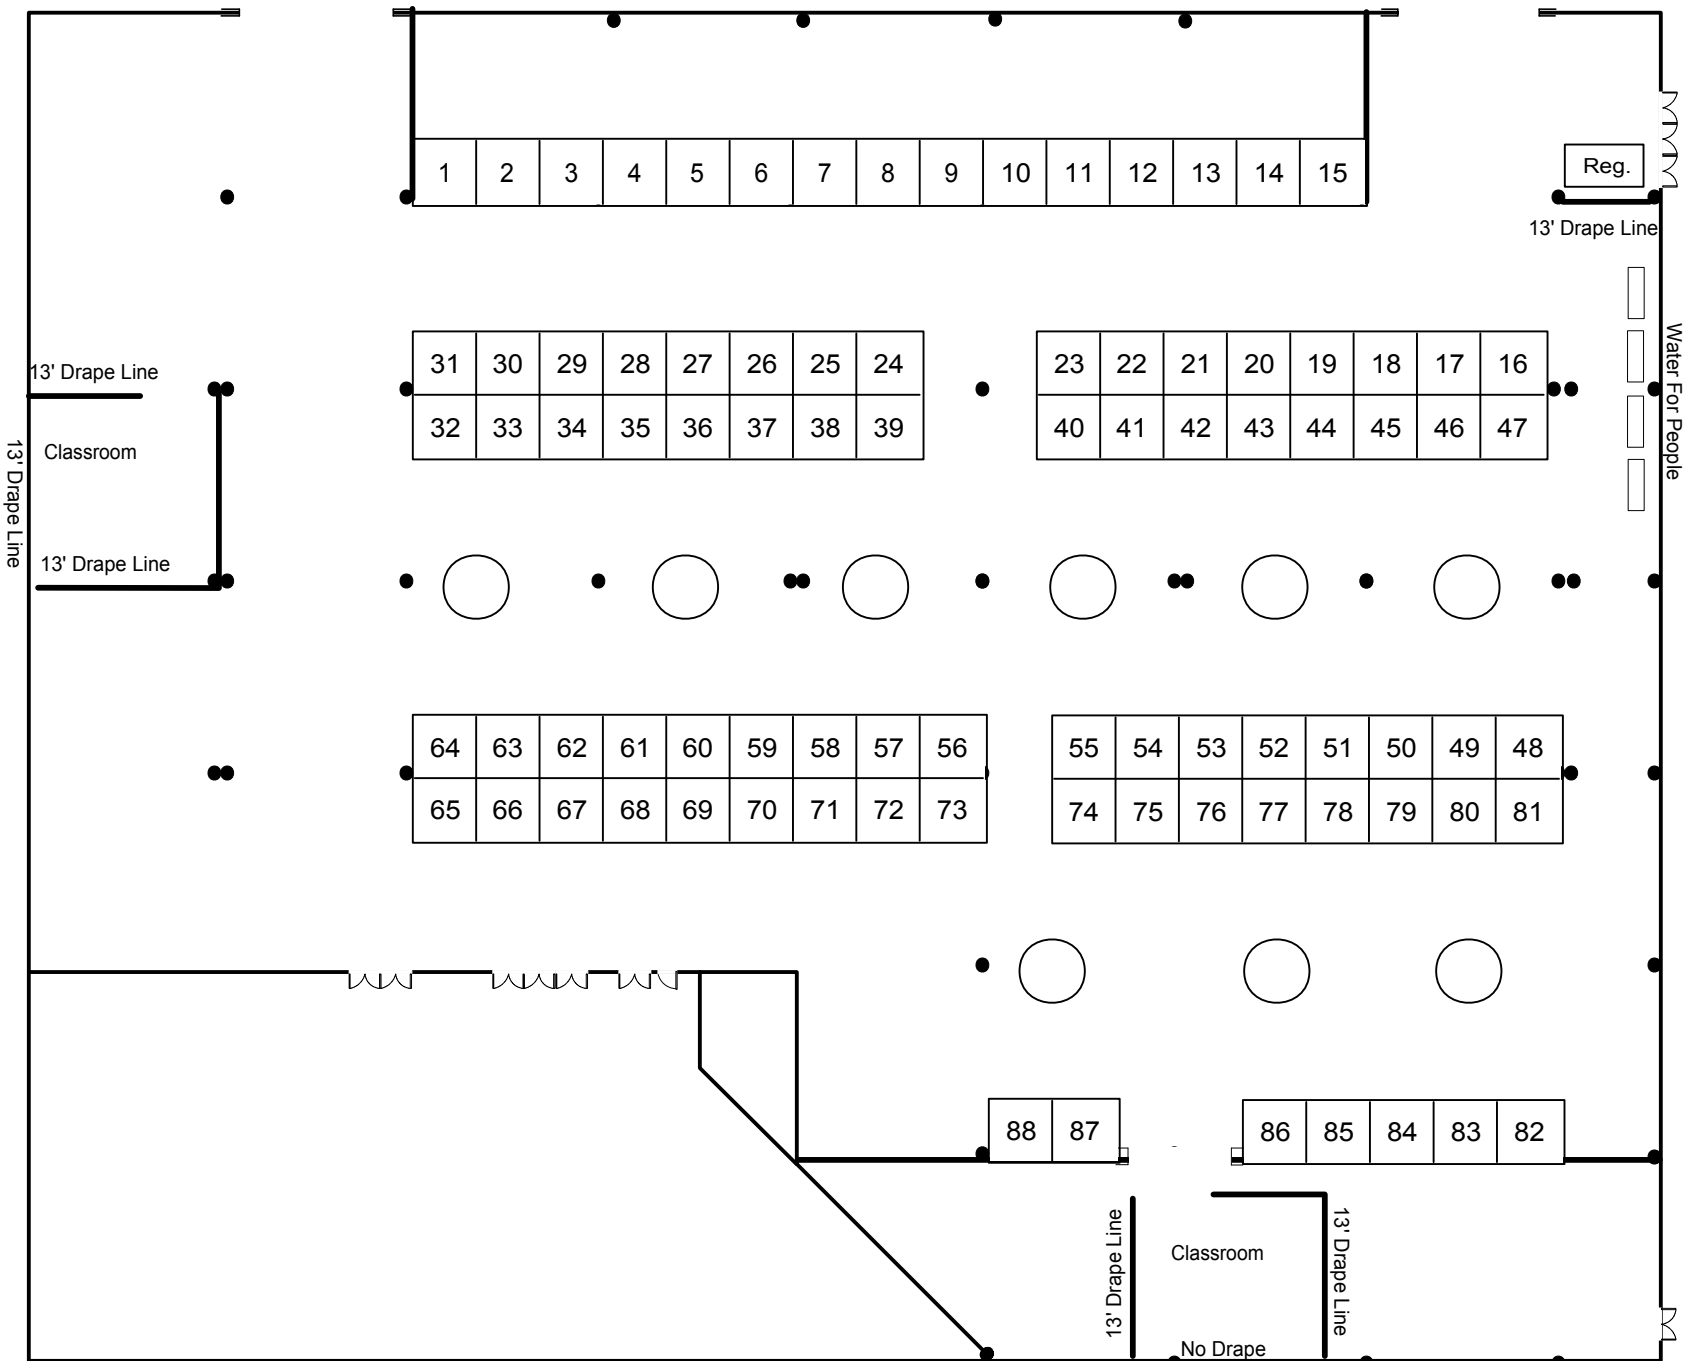 1 2 3 4 5 6 7 8 9 10 11 12 13 14 15
Reg.
13' Drape Line
31 30 29 28 27 26 25 24
23 22 21 20 19 18 17 16
32 33 34 35 36 37 38 39
40 41 42 43 44 45 46 47
Water For People
13' Drape Line
Classroom
13' Drape Line
13' Drape Line
64 63 62 61 60 59 58 57 56
55 54 53 52 51 50 49 48
65 66 67 68 69 70 71 72 73
74 75 76 77 78 79 80 81
88 87
86 85 84 83 82
13' Drape Line
Classroom
13' Drape Line
No Drape